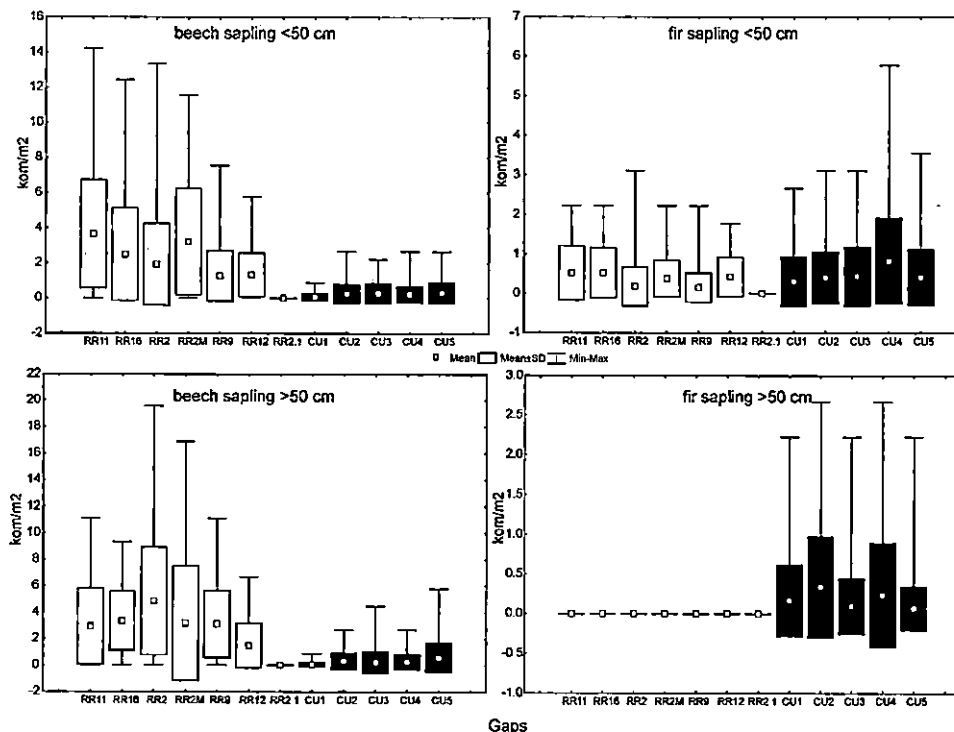 beech sapling <50 cm
kom/m2
16
14
12
10
8
6
4
2
0
-2
RR11 RR16 RR2 RR2M RR9 RR12 RR2.1 CU1 CU2 CU3 CU4 CU5
fir sapling <50 cm
kom/m2
7
6
5
4
3
2
1
0
-1
RR11 RR16 RR2 RR2M RR9 RR12 RR2.1 CU1 CU2 CU3 CU4 CU5
Mean Mean±SD Min-Max
beech sapling >50 cm
kom/m2
22
20
18
16
14
12
10
8
6
4
2
0
-2
RR11 RR16 RR2 RR2M RR9 RR12 RR2 1 CU1 CU2 CU3 CU4 CU5
fir sapling >50 cm
kom/m2
3.0
2.5
2.0
1.5
1.0
0.5
0.0
-0.5
-1.0
RR11 RR16 RR2 RR2M RR9 RR12 RR2 1 CU1 CU2 CU3 CU4 CU5
Gaps